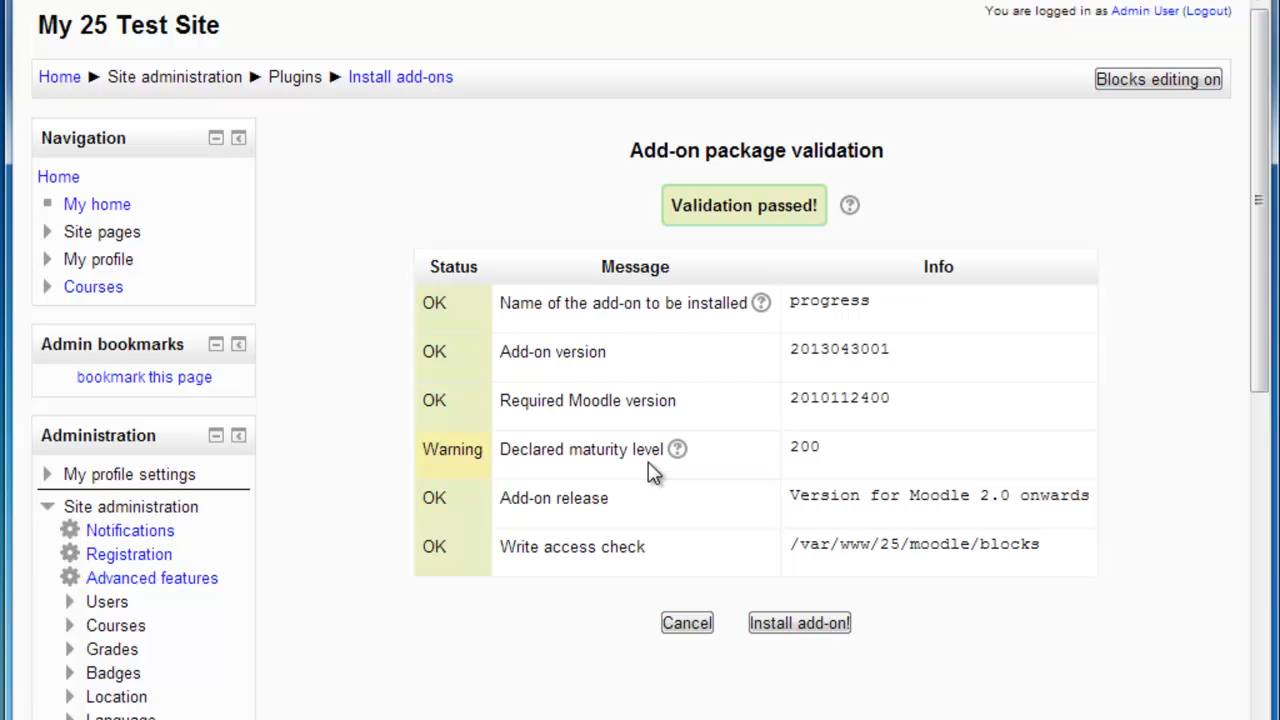 My 25 Test Site
You are logged in as Admin User (Logout)
Home ► Site administration ► Plugins ► Install add-ons
Blocks editing on
Navigation
Home
My home
Site pages
My profile
Courses
Admin bookmarks
bookmark this page
Administration
My profile settings
Site administration
Notifications
Registration
Advanced features
Users
Courses
Grades
Badges
Location
Language
Add-on package validation
Validation passed!
Status Message Info
OK Name of the add-on to be installed progress
OK Add-on version 2013043001
OK Required Moodle version 2010112400
Warning Declared maturity level 200
OK Add-on release Version for Moodle 2.0 onwards
OK Write access check /var/www/25/moodle/blocks
Cancel Install add-on!